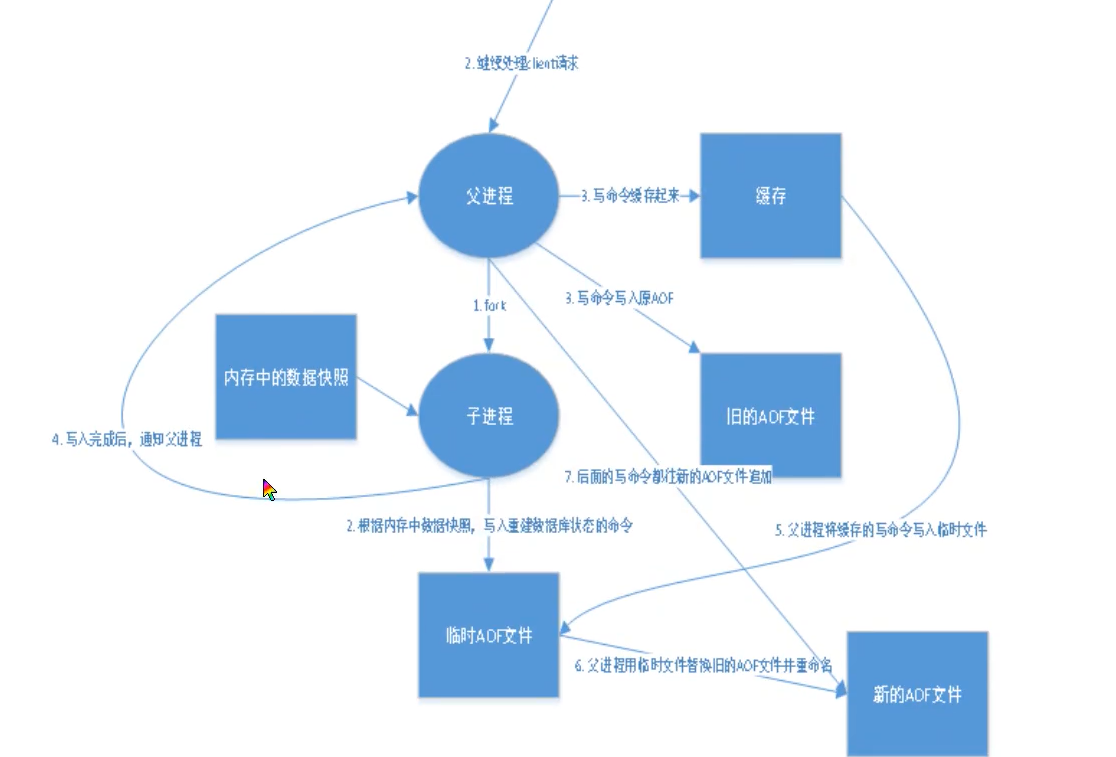 2.继续处理client请求
父进程
3.写命令缓存起来
缓存
1.fork
3.写命令写入原AOF
内存中的数据快照
子进程
旧的AOF文件
4.写入完成后，通知父进程
7.后面的写命令都往新的AOF文件追加
2.根据内存中数据快照，写入重建数据库状态的命令
5.父进程将缓存的写命令写入临时文件
临时AOF文件
6.父进程用临时文件替换旧的AOF文件并重命名
新的AOF文件